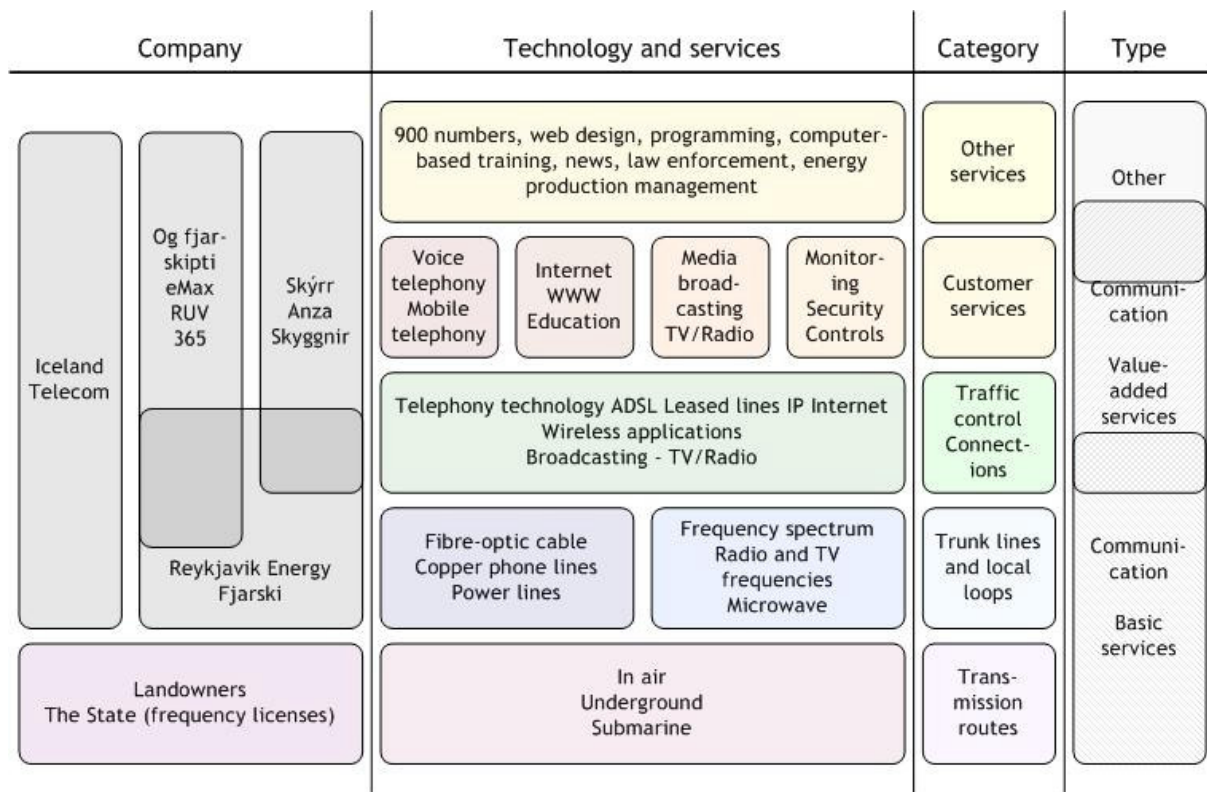 Company
Technology and services
Category
Type
Iceland
Telecom
Og fjar-
skipti
eMax
RUV
365
Skýrr
Anza
Skyggnir
Reykjavik Energy
Fjarski
Landowners
The State (frequency licenses)
900 numbers, web design, programming, computer-
based training, news, law enforcement, energy
production management
Voice
telephony
Mobile
telephony
Internet
WWW
Education
Media
broad-
casting
TV/Radio
Monitor-
ing
Security
Controls
Telephony technology ADSL Leased lines IP Internet
Wireless applications
Broadcasting - TV/Radio
Fibre-optic cable
Copper phone lines
Power lines
Frequency spectrum
Radio and TV
frequencies
Microwave
In air
Underground
Submarine
Other
services
Customer
services
Traffic
control
Connect-
ions
Trunk lines
and local
loops
Trans-
mission
routes
Other
Communi-
cation
Value-
added
services
Communi-
cation
Basic
services